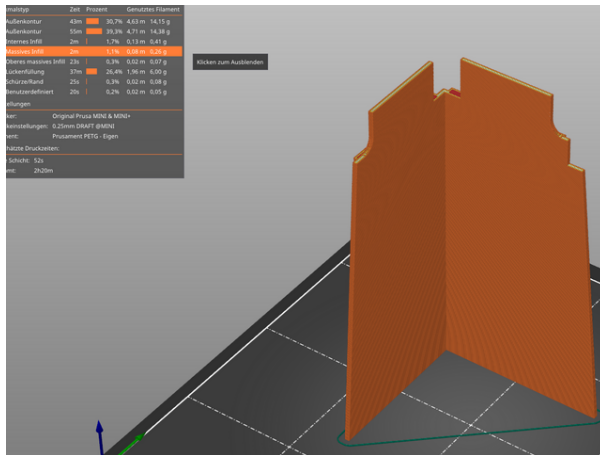 malstyp Zeit Prozent Genutztes Filament
Außenkontur 43m 30,7% 4,63 m 14,15 g
Außenkontur 55m 39,3% 4,71 m 14,38 g
Internes Infill 2m 1,7% 0,13 m 0,41 g
Massives Infill 2m 1,1% 0,08 m 0,26 g
Oberes massives Infill 23s 0,3% 0,02 m 0,07 g
Lückenfüllung 37m 26,4% 1,96 m 6,00 g
Schürze/Rand 25s 0,3% 0,02 m 0,08 g
Benutzerdefiniert 20s 0,2% 0,02 m 0,05 g
Klicken zum Ausblenden
ellungen
ker: Original Prusa MINI & MINI+
keinstellungen: 0.25mm DRAFT @MINI
ment: Prusament PETG - Eigen
hätzte Druckzeiten:
Schicht: 52s
mt: 2h20m